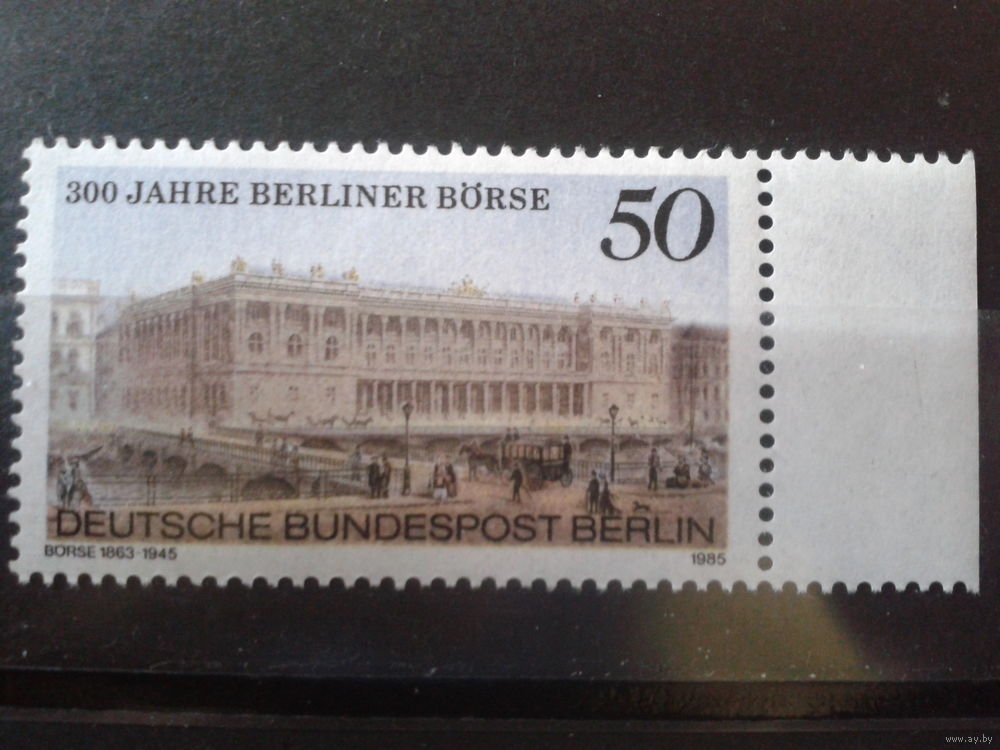 300 JAHRE BERLINER BÖRSE
50
DEUTSCHE BUNDESPOST BERLIN
BÖRSE 1863-1945
1985
www.ay.by